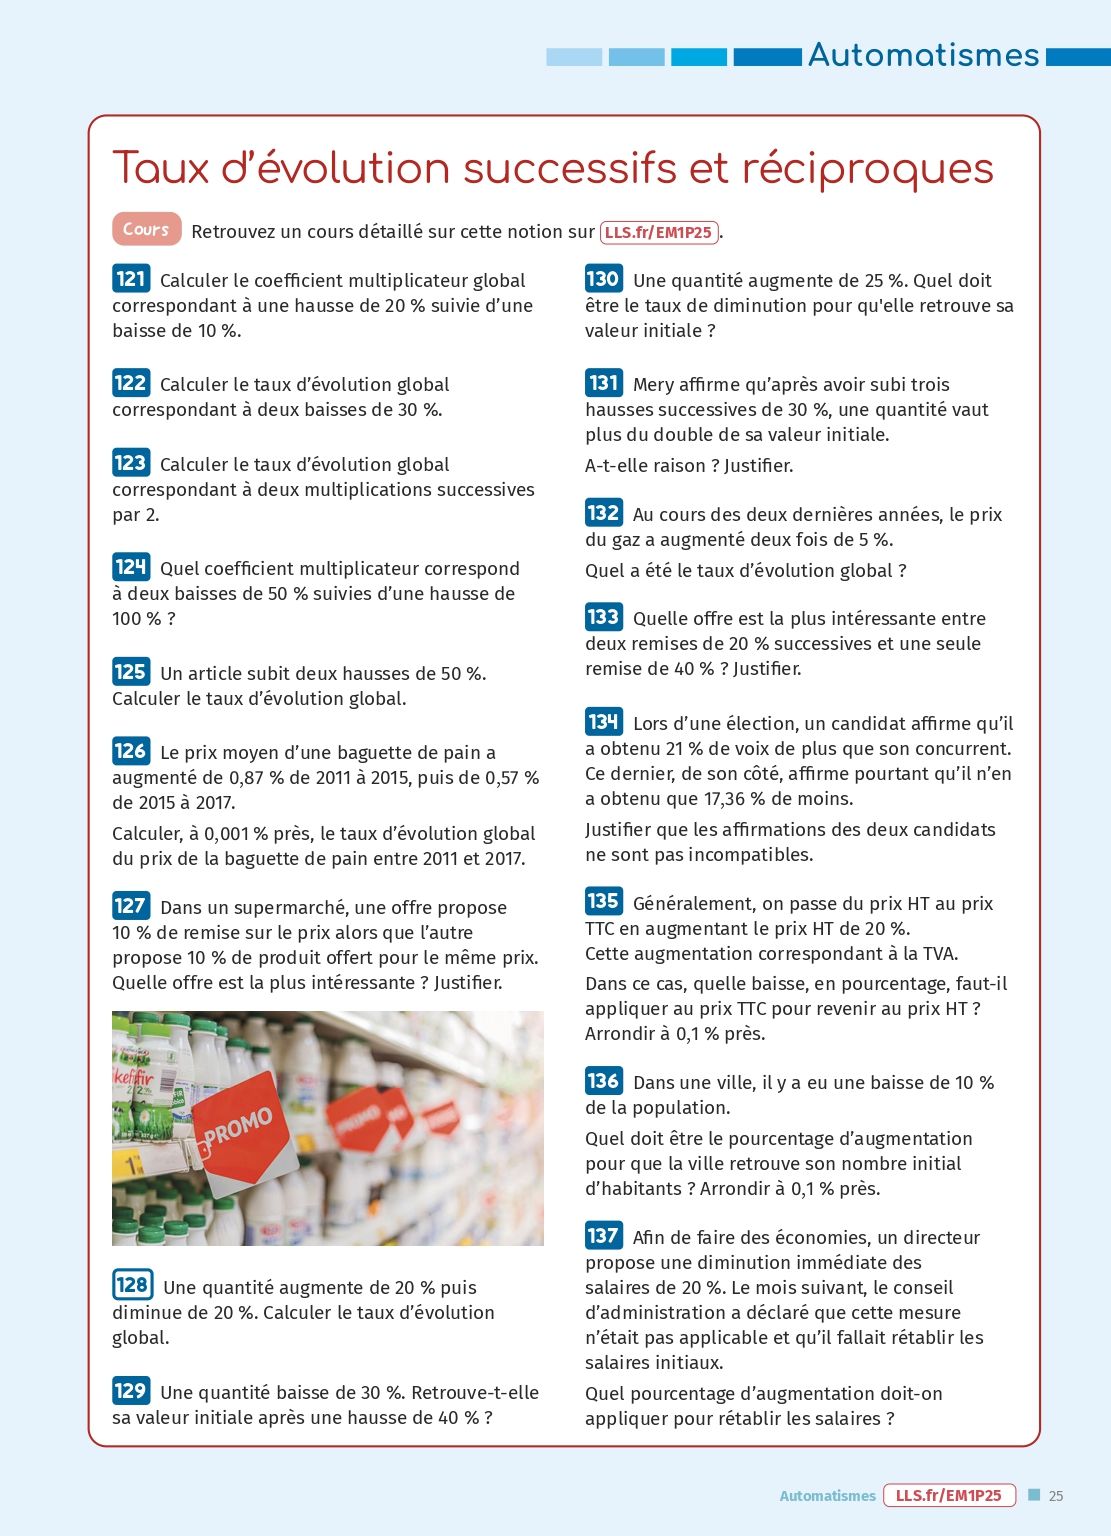 Automatismes
Taux d'évolution successifs et réciproques
Cours Retrouvez un cours détaillé sur cette notion sur LLS.fr/EM1P25.
121 Calculer le coefficient multiplicateur global
correspondant à une hausse de 20 % suivie d'une
baisse de 10 %.
122 Calculer le taux d'évolution global
correspondant à deux baisses de 30 %.
123 Calculer le taux d'évolution global
correspondant à deux multiplications successives
par 2.
124 Quel coefficient multiplicateur correspond
à deux baisses de 50 % suivies d'une hausse de
100 % ?
125 Un article subit deux hausses de 50 %.
Calculer le taux d'évolution global.
126 Le prix moyen d'une baguette de pain a
augmenté de 0,87 % de 2011 à 2015, puis de 0,57 %
de 2015 à 2017.
Calculer, à 0,001 % près, le taux d'évolution global
du prix de la baguette de pain entre 2011 et 2017.
127 Dans un supermarché, une offre propose
10 % de remise sur le prix alors que l'autre
propose 10 % de produit offert pour le même prix.
Quelle offre est la plus intéressante ? Justifier.
PROMO
PROMO
128 Une quantité augmente de 20 % puis
diminue de 20 %. Calculer le taux d'évolution
global.
129 Une quantité baisse de 30 %. Retrouve-t-elle
sa valeur initiale après une hausse de 40 % ?
130 Une quantité augmente de 25 %. Quel doit
être le taux de diminution pour qu'elle retrouve sa
valeur initiale ?
131 Mery affirme qu'après avoir subi trois
hausses successives de 30 %, une quantité vaut
plus du double de sa valeur initiale.
A-t-elle raison ? Justifier.
132 Au cours des deux dernières années, le prix
du gaz a augmenté deux fois de 5 %.
Quel a été le taux d'évolution global ?
133 Quelle offre est la plus intéressante entre
deux remises de 20 % successives et une seule
remise de 40 % ? Justifier.
134 Lors d'une élection, un candidat affirme qu'il
a obtenu 21 % de voix de plus que son concurrent.
Ce dernier, de son côté, affirme pourtant qu'il n'en
a obtenu que 17,36 % de moins.
Justifier que les affirmations des deux candidats
ne sont pas incompatibles.
135 Généralement, on passe du prix HT au prix
TTC en augmentant le prix HT de 20 %.
Cette augmentation correspondant à la TVA.
Dans ce cas, quelle baisse, en pourcentage, faut-il
appliquer au prix TTC pour revenir au prix HT ?
Arrondir à 0,1 % près.
136 Dans une ville, il y a eu une baisse de 10 %
de la population.
Quel doit être le pourcentage d'augmentation
pour que la ville retrouve son nombre initial
d'habitants ? Arrondir à 0,1 % près.
137 Afin de faire des économies, un directeur
propose une diminution immédiate des
salaires de 20 %. Le mois suivant, le conseil
d'administration a déclaré que cette mesure
n'était pas applicable et qu'il fallait rétablir les
salaires initiaux.
Quel pourcentage d'augmentation doit-on
appliquer pour rétablir les salaires ?
Automatismes LLS.fr/EM1P25 25